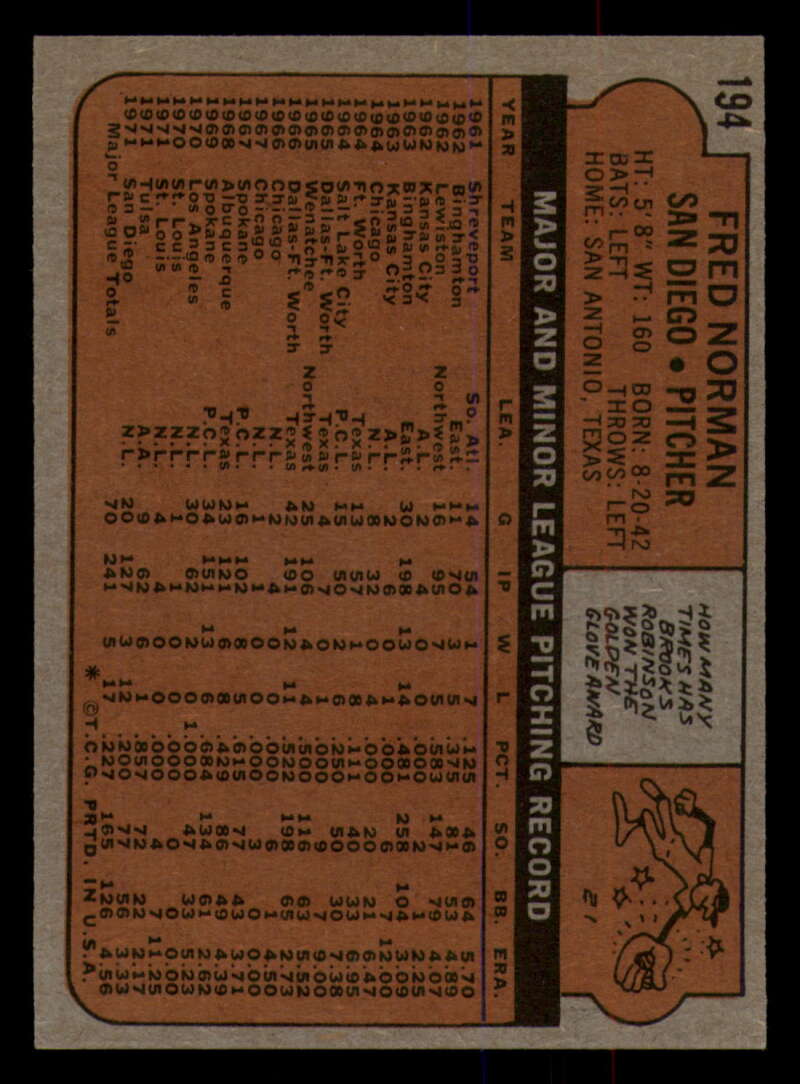 194
FRED NORMAN
SAN DIEGO • PITCHER
HT: 5'8" WT: 160 BORN: 8-20-42
BATS: LEFT THROWS: LEFT
HOME: SAN ANTONIO, TEXAS
HOW MANY
TIMES HAS
BROOKS
ROBINSON
WON THE
GOLDEN
GLOVE AWARD
21
MAJOR AND MINOR LEAGUE PITCHING RECORD
YEAR TEAM LEA. G IP W L PCT. SO. BB. ERA.
1961 Shreveport So. Atl. 14 54 1 7 .125 46 64 5.70
1962 Binghamton East. 11 70 3 5 .375 81 53 4.89
1962 Lewiston Northwest 16 95 7 5 .583 147 79 4.07
1962 Kansas City A.L. 2 4 0 0 .000 2 1 2.25
1963 Binghamton East. 30 198 13 14 .481 258 104 3.09
1963 Kansas City A.L. 2 6 0 1 .000 6 7 12.00
1964 Chicago N.L. 8 32 0 4 .000 20 21 6.47
1964 Ft. Worth Texas 13 57 1 8 .111 40 33 6.95
1964 Salt Lake City P.C.L. 15 50 2 6 .250 50 30 7.38
1965 Dallas-Ft. Worth Texas 4 7 0 1 .000 9 7 9.00
1965 Wenatchee Northwest 25 106 4 4 .500 116 63 5.52
1966 Dallas-Ft. Worth Texas 42 191 12 11 .522 198 65 2.73
1966 Chicago N.L. 2 4 0 0 .000 6 1 4.50
1967 Chicago N.L. 1 1 0 0 .000 3 0 0.00
1967 Spokane P.C.L. 16 102 8 5 .615 77 43 3.71
1968 Albuquerque Texas 23 121 6 8 .429 86 49 4.39
1969 Spokane P.C.L. 34 151 13 6 .684 134 61 2.62
1970 Los Angeles N.L. 30 62 2 0 1.000 47 33 5.23
1970 St. Louis N.L. 1 1 0 0 .000 0 0 0.00
1971 St. Louis N.L. 4 4 0 0 .000 4 7 11.25
1971 Tulsa A.A. 9 62 6 1 .857 72 22 2.17
1971 San Diego N.L. 20 127 3 12 .200 77 56 3.33
Major League Totals 70 241 5 17 .227 165 126 4.56
* ©T.C.G. PRTD. IN U.S.A.